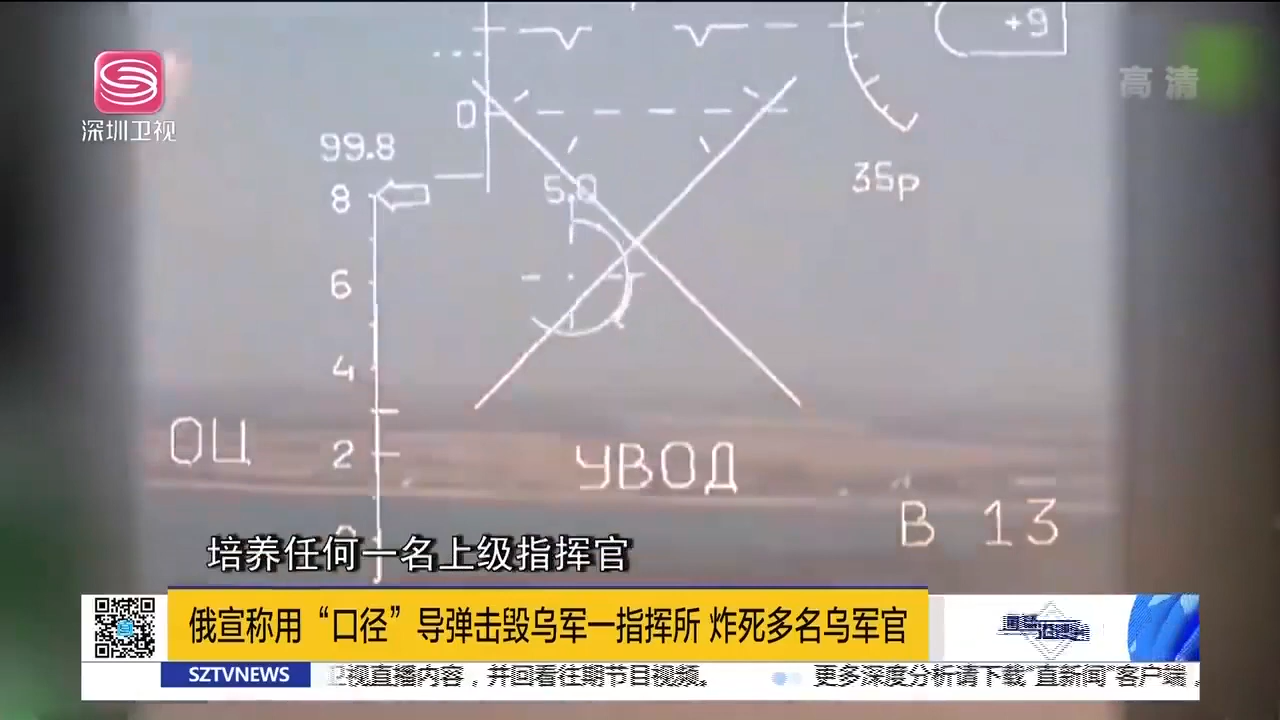 +9
高清
深圳卫视
0
99.8
8
5.0
35р
6
4
ОЦ
2
УВОД
В 13
培养任何一名上级指挥官
俄宣称用“口径”导弹击毁乌军一指挥所 炸死多名乌军官
SZTVNEWS
卫视直播内容，并回看往期节目视频。 更多深度分析请下载“直新闻”客户端，